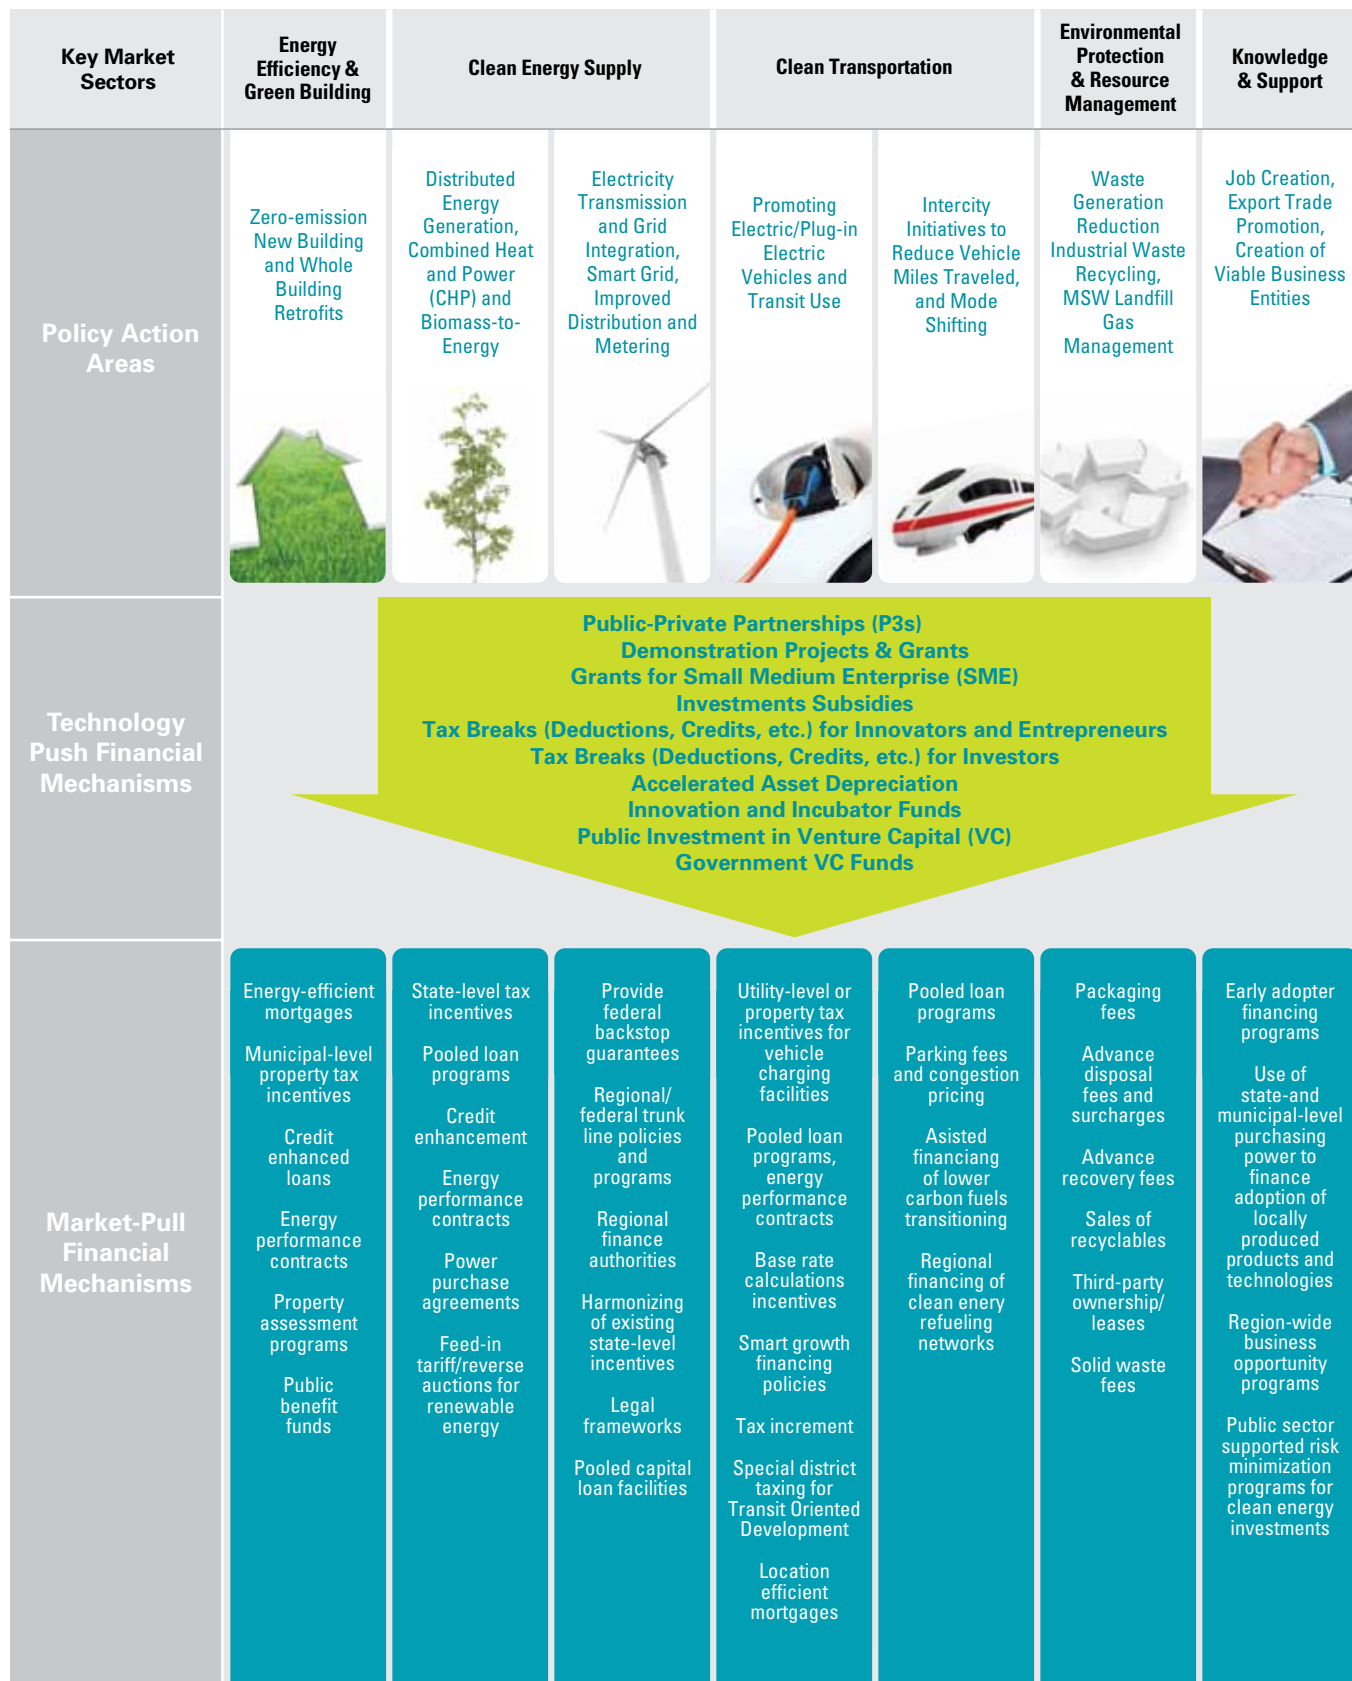 Key Market
Sectors
Energy
Efficiency &
Green Building
Clean Energy Supply
Clean Transportation
Environmental
Protection
& Resource
Management
Knowledge
& Support
Policy Action
Areas
Zero-emission
New Building
and Whole
Building
Retrofits
Distributed
Energy
Generation,
Combined Heat
and Power
(CHP) and
Biomass-to-
Energy
Electricity
Transmission
and Grid
Integration,
Smart Grid,
Improved
Distribution and
Metering
Promoting
Electric/Plug-in
Electric
Vehicles and
Transit Use
Intercity
Initiatives to
Reduce Vehicle
Miles Traveled,
and Mode
Shifting
Waste
Generation
Reduction
Industrial Waste
Recycling,
MSW Landfill
Gas
Management
Job Creation,
Export Trade
Promotion,
Creation of
Viable Business
Entities
Technology
Push Financial
Mechanisms
Public-Private Partnerships (P3s)
Demonstration Projects & Grants
Grants for Small Medium Enterprise (SME)
Investments Subsidies
Tax Breaks (Deductions, Credits, etc.) for Innovators and Entrepreneurs
Tax Breaks (Deductions, Credits, etc.) for Investors
Accelerated Asset Depreciation
Innovation and Incubator Funds
Public Investment in Venture Capital (VC)
Government VC Funds
Market-Pull
Financial
Mechanisms
Energy-efficient
mortgages
Municipal-level
property tax
incentives
Credit
enhanced
loans
Energy
performance
contracts
Property
assessment
programs
Public
benefit
funds
State-level tax
incentives
Pooled loan
programs
Credit
enhancement
Energy
performance
contracts
Power
purchase
agreements
Feed-in
tariff/reverse
auctions for
renewable
energy
Provide
federal
backstop
guarantees
Regional/
federal trunk
line policies
and
programs
Regional
finance
authorities
Harmonizing
of existing
state-level
incentives
Legal
frameworks
Pooled capital
loan facilities
Utility-level or
property tax
incentives for
vehicle
charging
facilities
Pooled loan
programs,
energy
performance
contracts
Base rate
calculations
incentives
Smart growth
financing
policies
Tax increment
Special district
taxing for
Transit Oriented
Development
Location
efficient
mortgages
Pooled loan
programs
Parking fees
and congestion
pricing
Asisted
financiang
of lower
carbon fuels
transitioning
Regional
financing of
clean enery
refueling
networks
Packaging
fees
Advance
disposal
fees and
surcharges
Advance
recovery fees
Sales of
recyclables
Third-party
ownership/
leases
Solid waste
fees
Early adopter
financing
programs
Use of
state-and
municipal-level
purchasing
power to
finance
adoption of
locally
produced
products and
technologies
Region-wide
business
opportunity
programs
Public sector
supported risk
minimization
programs for
clean energy
investments